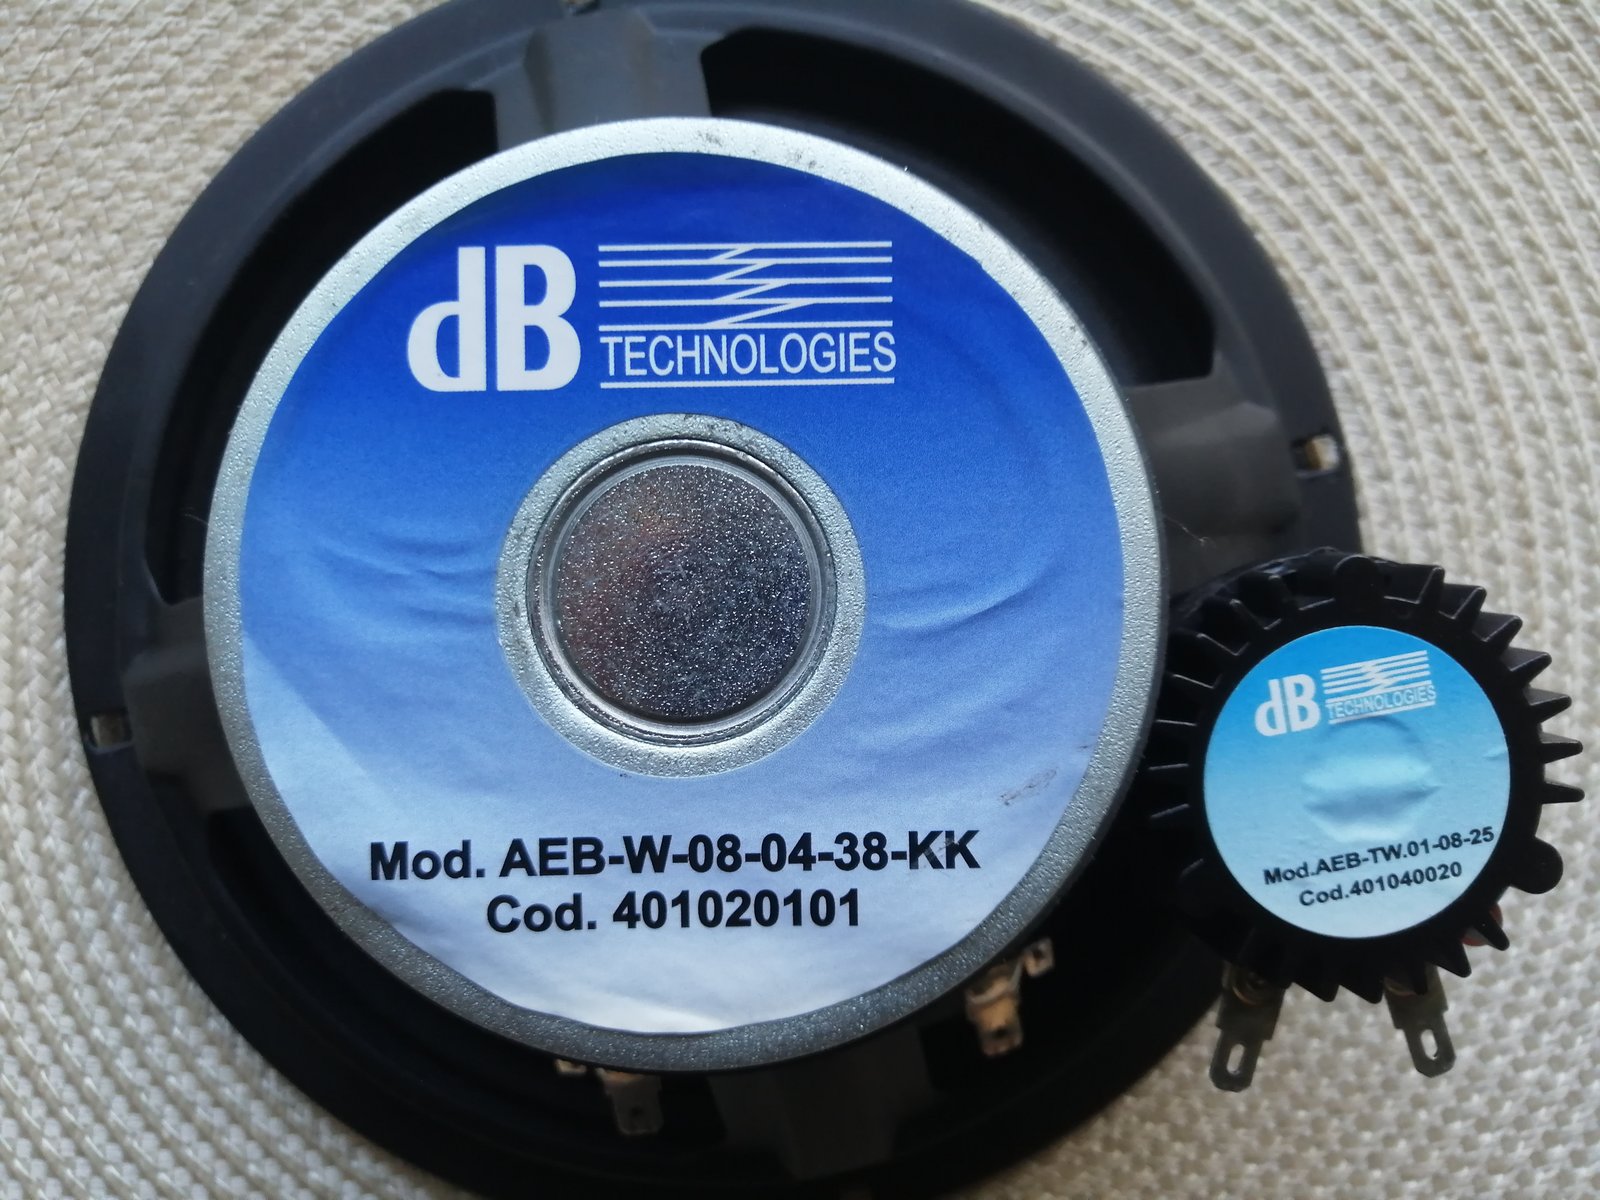 dB TECHNOLOGIES
Mod. AEB-W-08-04-38-KK
Cod. 401020101
dB TECHNOLOGIES
Mod.AEB-TW.01-08-25
Cod.401040020